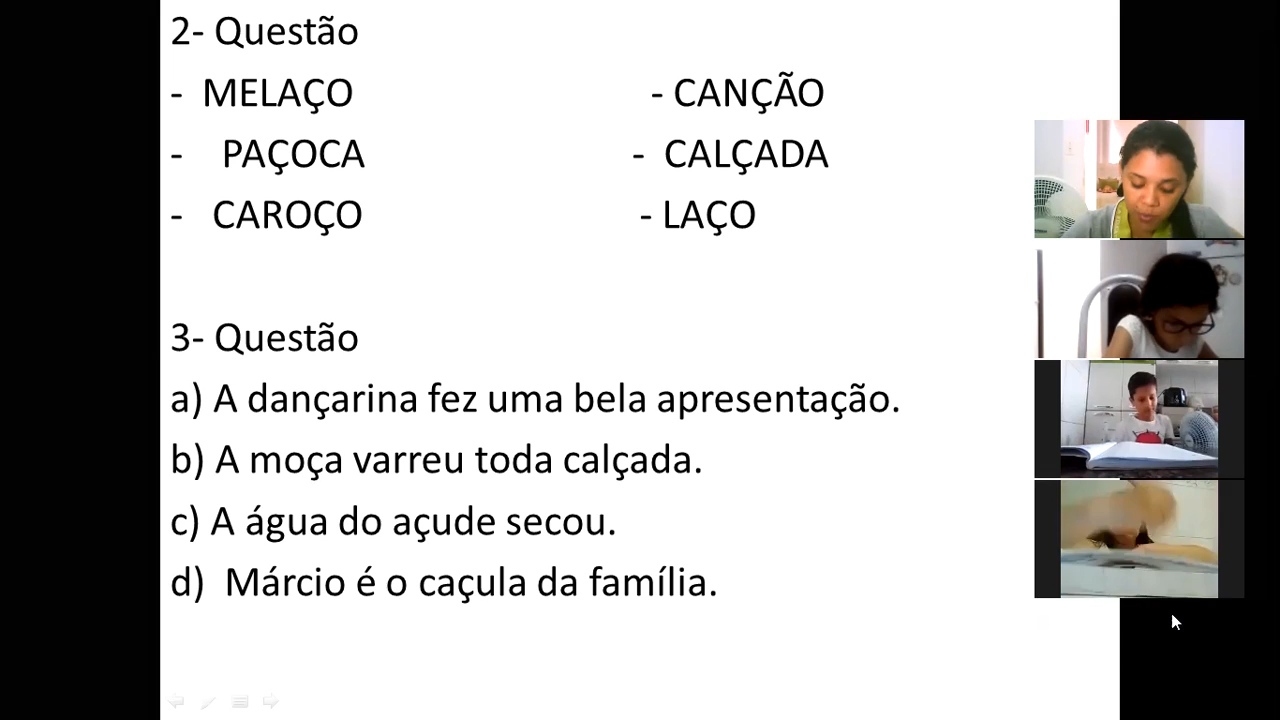 2- Questão
- MELAÇO - CANÇÃO
- PAÇOCA - CALÇADA
- CAROÇO - LAÇO
3- Questão
a) A dançarina fez uma bela apresentação.
b) A moça varreu toda calçada.
c) A água do açude secou.
d) Márcio é o caçula da família.